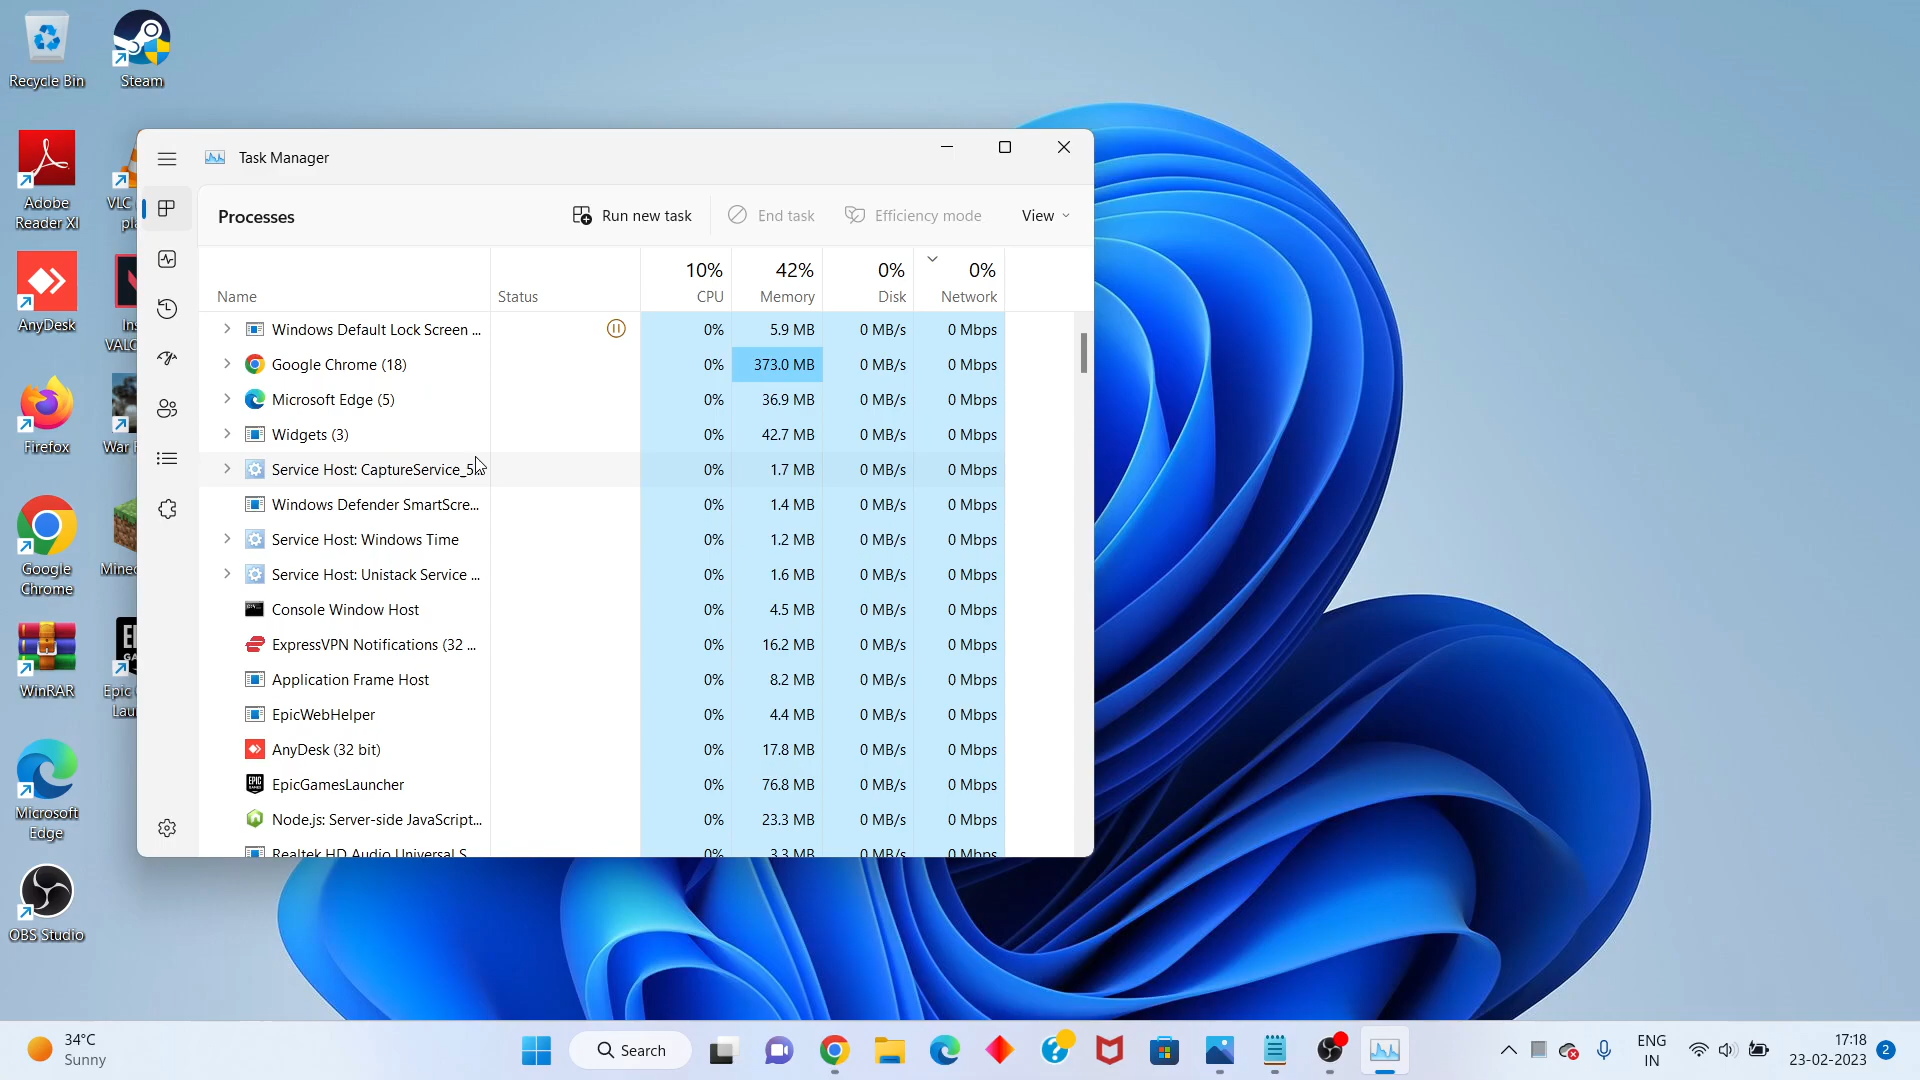 Recycle Bin
Steam
Adobe
Reader XI
VLC
AnyDesk
Firefox
War
Google
Chrome
WinRAR
Epic
Microsoft
Edge
OBS Studio
Task Manager
Processes
Run new task
End task
Efficiency mode
View
Name
Status
10%
CPU
42%
Memory
0%
Disk
0%
Network
Windows Default Lock Screen ... 0% 5.9 MB 0 MB/s 0 Mbps
Google Chrome (18) 0% 373.0 MB 0 MB/s 0 Mbps
Microsoft Edge (5) 0% 36.9 MB 0 MB/s 0 Mbps
Widgets (3) 0% 42.7 MB 0 MB/s 0 Mbps
Service Host: CaptureService_5 0% 1.7 MB 0 MB/s 0 Mbps
Windows Defender SmartScre... 0% 1.4 MB 0 MB/s 0 Mbps
Service Host: Windows Time 0% 1.2 MB 0 MB/s 0 Mbps
Service Host: Unistack Service ... 0% 1.6 MB 0 MB/s 0 Mbps
Console Window Host 0% 4.5 MB 0 MB/s 0 Mbps
ExpressVPN Notifications (32 ... 0% 16.2 MB 0 MB/s 0 Mbps
Application Frame Host 0% 8.2 MB 0 MB/s 0 Mbps
EpicWebHelper 0% 4.4 MB 0 MB/s 0 Mbps
AnyDesk (32 bit) 0% 17.8 MB 0 MB/s 0 Mbps
EpicGamesLauncher 0% 76.8 MB 0 MB/s 0 Mbps
Node.js: Server-side JavaScript... 0% 23.3 MB 0 MB/s 0 Mbps
Realtek HD Audio Universal S... 0% 3.3 MB 0 MB/s 0 Mbps
34°C
Sunny
Search
ENG
IN
17:18
23-02-2023
2